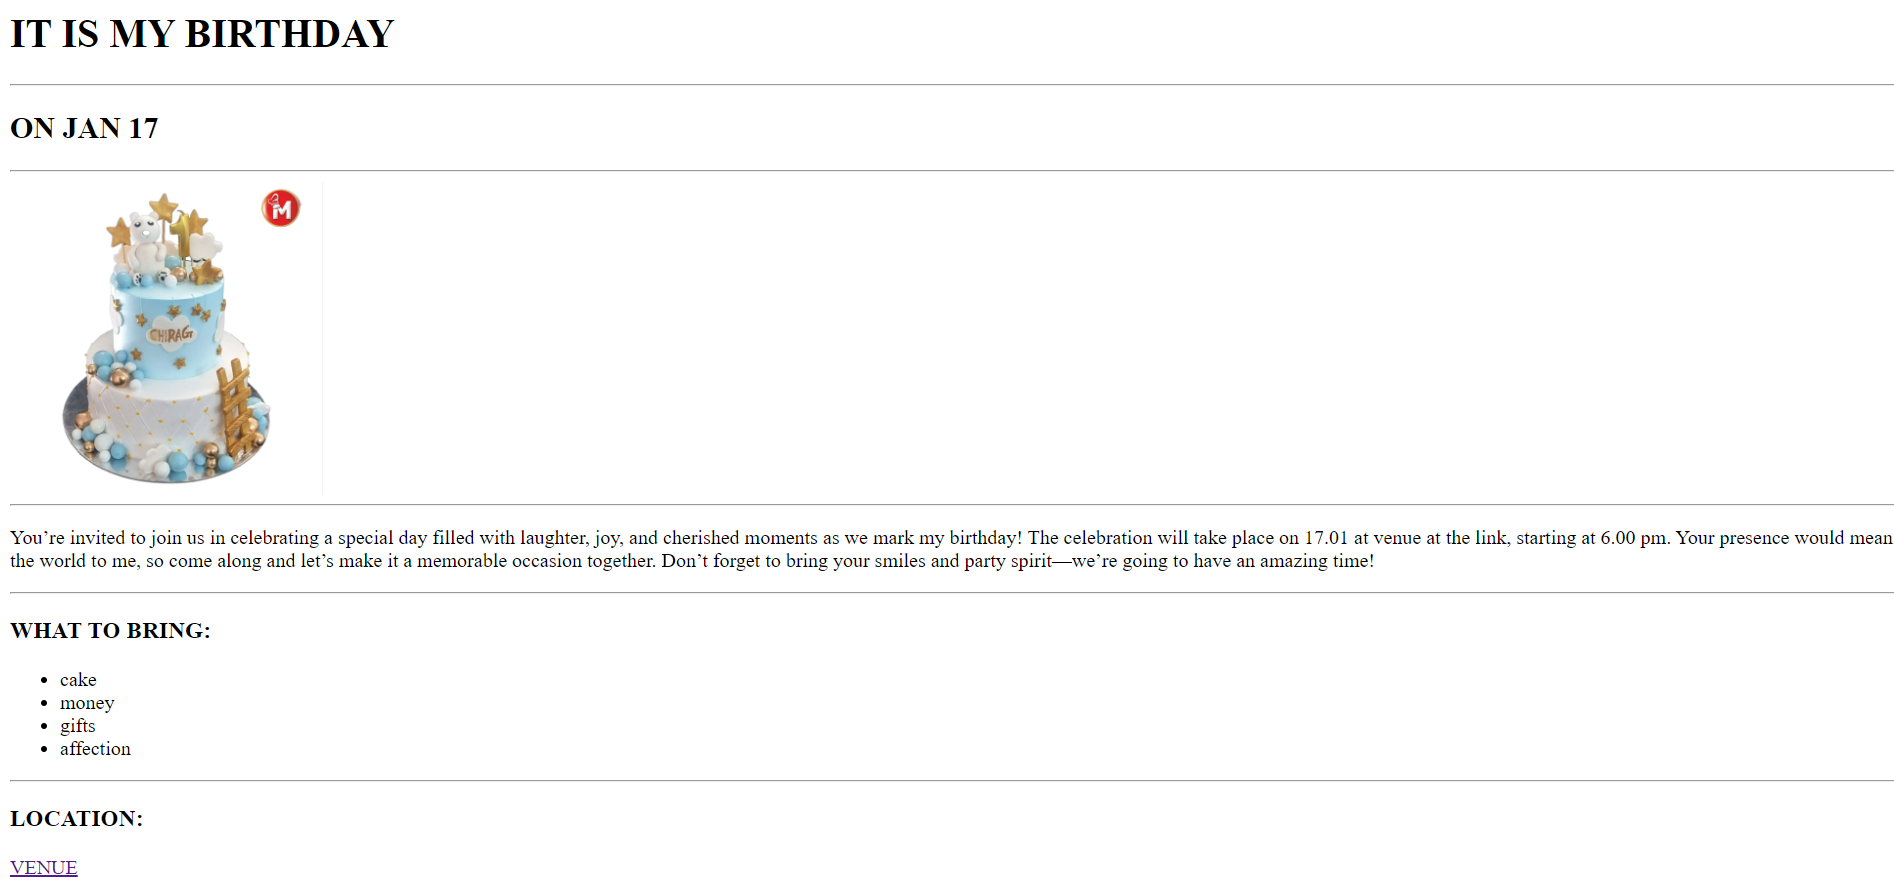 IT IS MY BIRTHDAY
ON JAN 17
M
1
CHIRAG
You’re invited to join us in celebrating a special day filled with laughter, joy, and cherished moments as we mark my birthday! The celebration will take place on 17.01 at venue at the link, starting at 6.00 pm. Your presence would mean
the world to me, so come along and let’s make it a memorable occasion together. Don’t forget to bring your smiles and party spirit—we’re going to have an amazing time!
WHAT TO BRING:
• cake
• money
• gifts
• affection
LOCATION:
VENUE